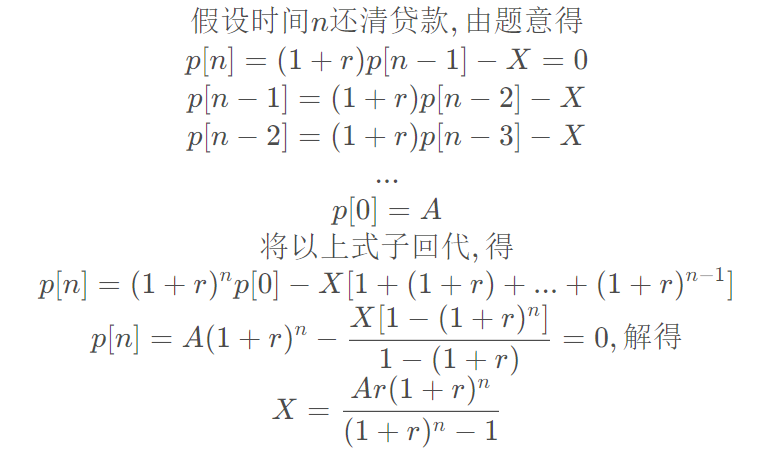 假设时间n还清贷款, 由题意得
p[n] = (1 + r)p[n − 1] − X = 0
p[n − 1] = (1 + r)p[n − 2] − X
p[n − 2] = (1 + r)p[n − 3] − X
...
p[0] = A
将以上式子回代, 得
p[n] = (1 + r)^n p[0] − X[1 + (1 + r) + ... + (1 + r)^{n−1}]
p[n] = A(1 + r)^n − \frac{X[1 − (1 + r)^n]}{1 − (1 + r)} = 0, 解得
X = \frac{Ar(1 + r)^n}{(1 + r)^n − 1}